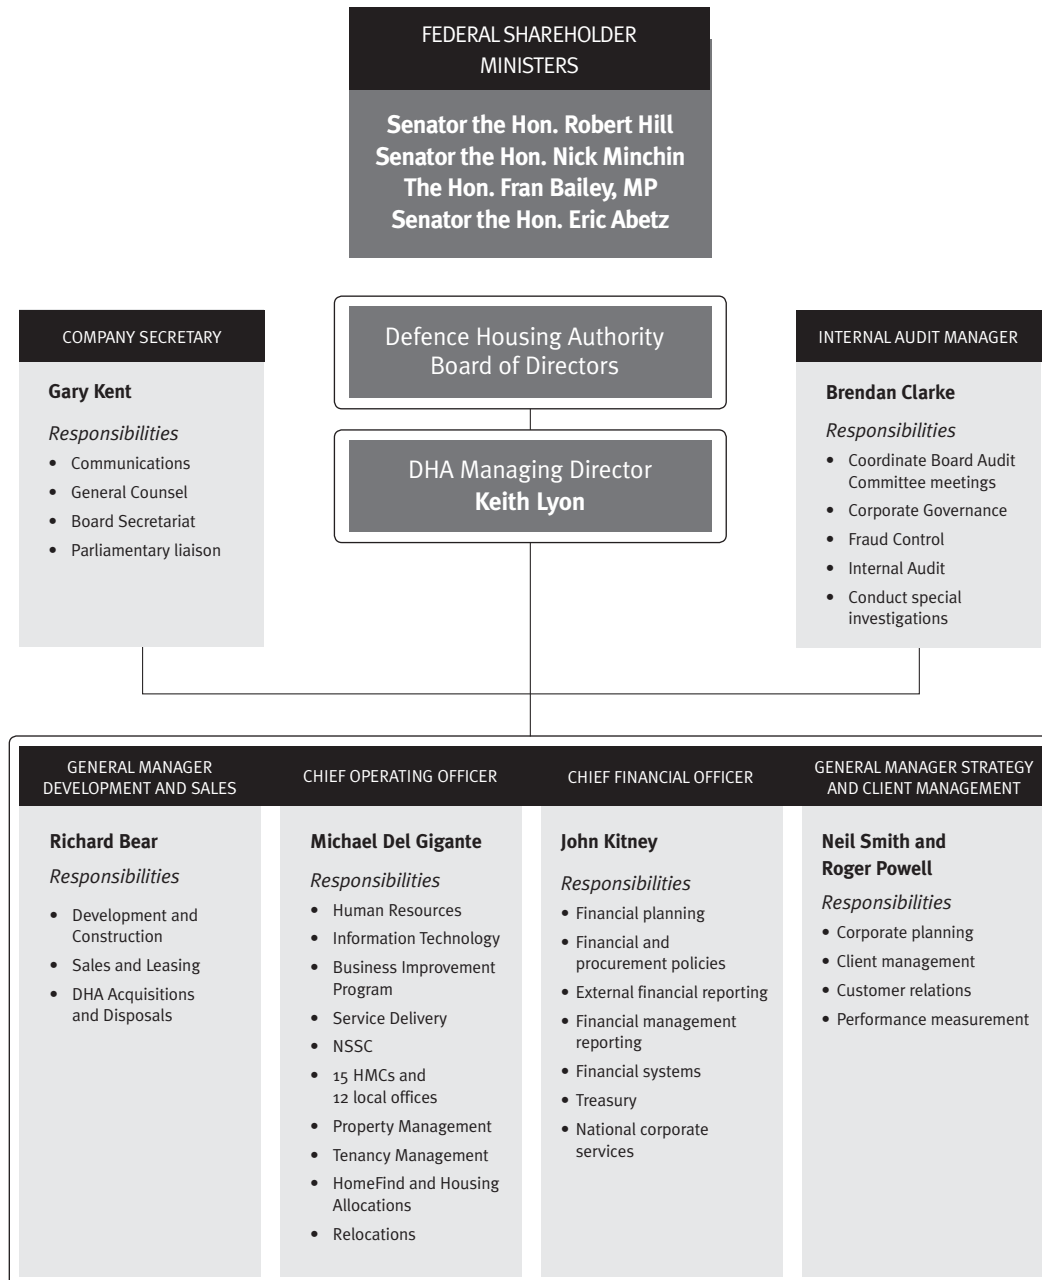 FEDERAL SHAREHOLDER
MINISTERS
Senator the Hon. Robert Hill
Senator the Hon. Nick Minchin
The Hon. Fran Bailey, MP
Senator the Hon. Eric Abetz
Defence Housing Authority
Board of Directors
DHA Managing Director
Keith Lyon
COMPANY SECRETARY
Gary Kent
Responsibilities
• Communications
• General Counsel
• Board Secretariat
• Parliamentary liaison
INTERNAL AUDIT MANAGER
Brendan Clarke
Responsibilities
• Coordinate Board Audit
Committee meetings
• Corporate Governance
• Fraud Control
• Internal Audit
• Conduct special
investigations
GENERAL MANAGER
DEVELOPMENT AND SALES
Richard Bear
Responsibilities
• Development and
Construction
• Sales and Leasing
• DHA Acquisitions
and Disposals
CHIEF OPERATING OFFICER
Michael Del Gigante
Responsibilities
• Human Resources
• Information Technology
• Business Improvement
Program
• Service Delivery
• NSSC
• 15 HMCs and
12 local offices
• Property Management
• Tenancy Management
• HomeFind and Housing
Allocations
• Relocations
CHIEF FINANCIAL OFFICER
John Kitney
Responsibilities
• Financial planning
• Financial and
procurement policies
• External financial reporting
• Financial management
reporting
• Financial systems
• Treasury
• National corporate
services
GENERAL MANAGER STRATEGY
AND CLIENT MANAGEMENT
Neil Smith and
Roger Powell
Responsibilities
• Corporate planning
• Client management
• Customer relations
• Performance measurement